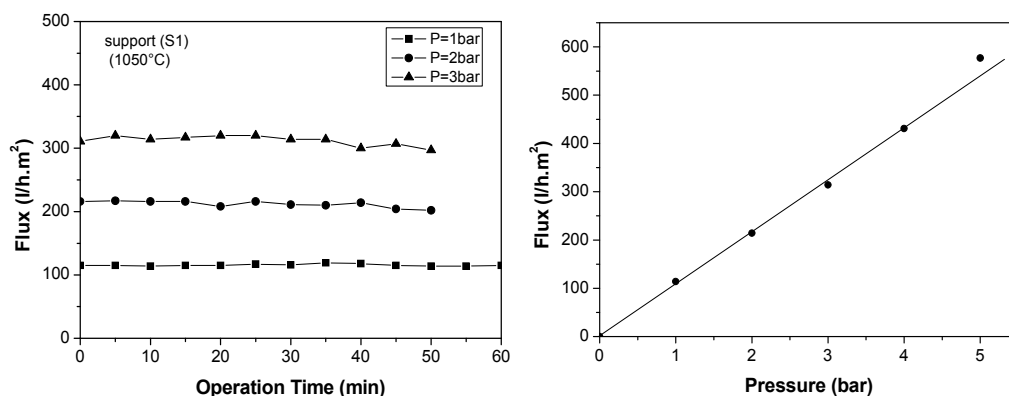 support (S1)
(1050°C)
P=1bar
P=2bar
P=3bar
500
400
300
200
100
0
0
10
20
30
40
50
60
Flux (l/h.m²)
Operation Time (min)
600
500
400
300
200
100
0
0
1
2
3
4
5
Flux (l/h.m²)
Pressure (bar)